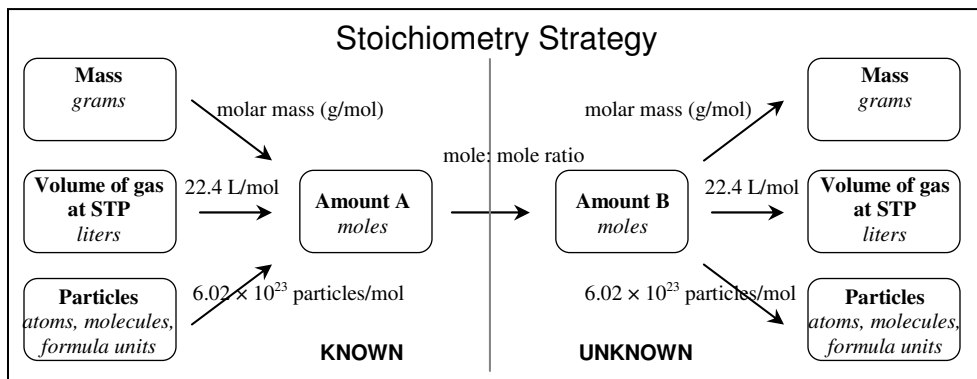 Stoichiometry Strategy
Mass
grams
molar mass (g/mol)
Volume of gas
at STP
liters
22.4 L/mol
Particles
atoms, molecules,
formula units
6.02 × 10²³ particles/mol
Amount A
moles
KNOWN
mole: mole ratio
Amount B
moles
UNKNOWN
molar mass (g/mol)
Mass
grams
22.4 L/mol
Volume of gas
at STP
liters
6.02 × 10²³ particles/mol
Particles
atoms, molecules,
formula units